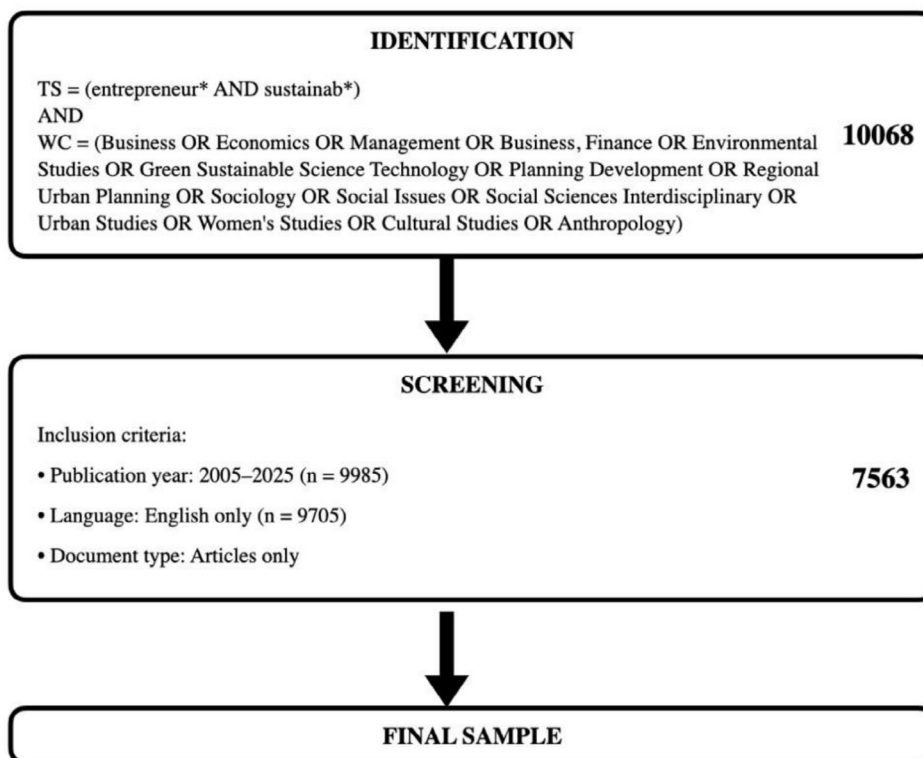 IDENTIFICATION
TS = (entrepreneur* AND sustainab*)
AND
WC = (Business OR Economics OR Management OR Business, Finance OR Environmental
Studies OR Green Sustainable Science Technology OR Planning Development OR Regional
Urban Planning OR Sociology OR Social Issues OR Social Sciences Interdisciplinary OR
Urban Studies OR Women's Studies OR Cultural Studies OR Anthropology)
10068
SCREENING
Inclusion criteria:
• Publication year: 2005–2025 (n = 9985)
• Language: English only (n = 9705)
• Document type: Articles only
7563
FINAL SAMPLE